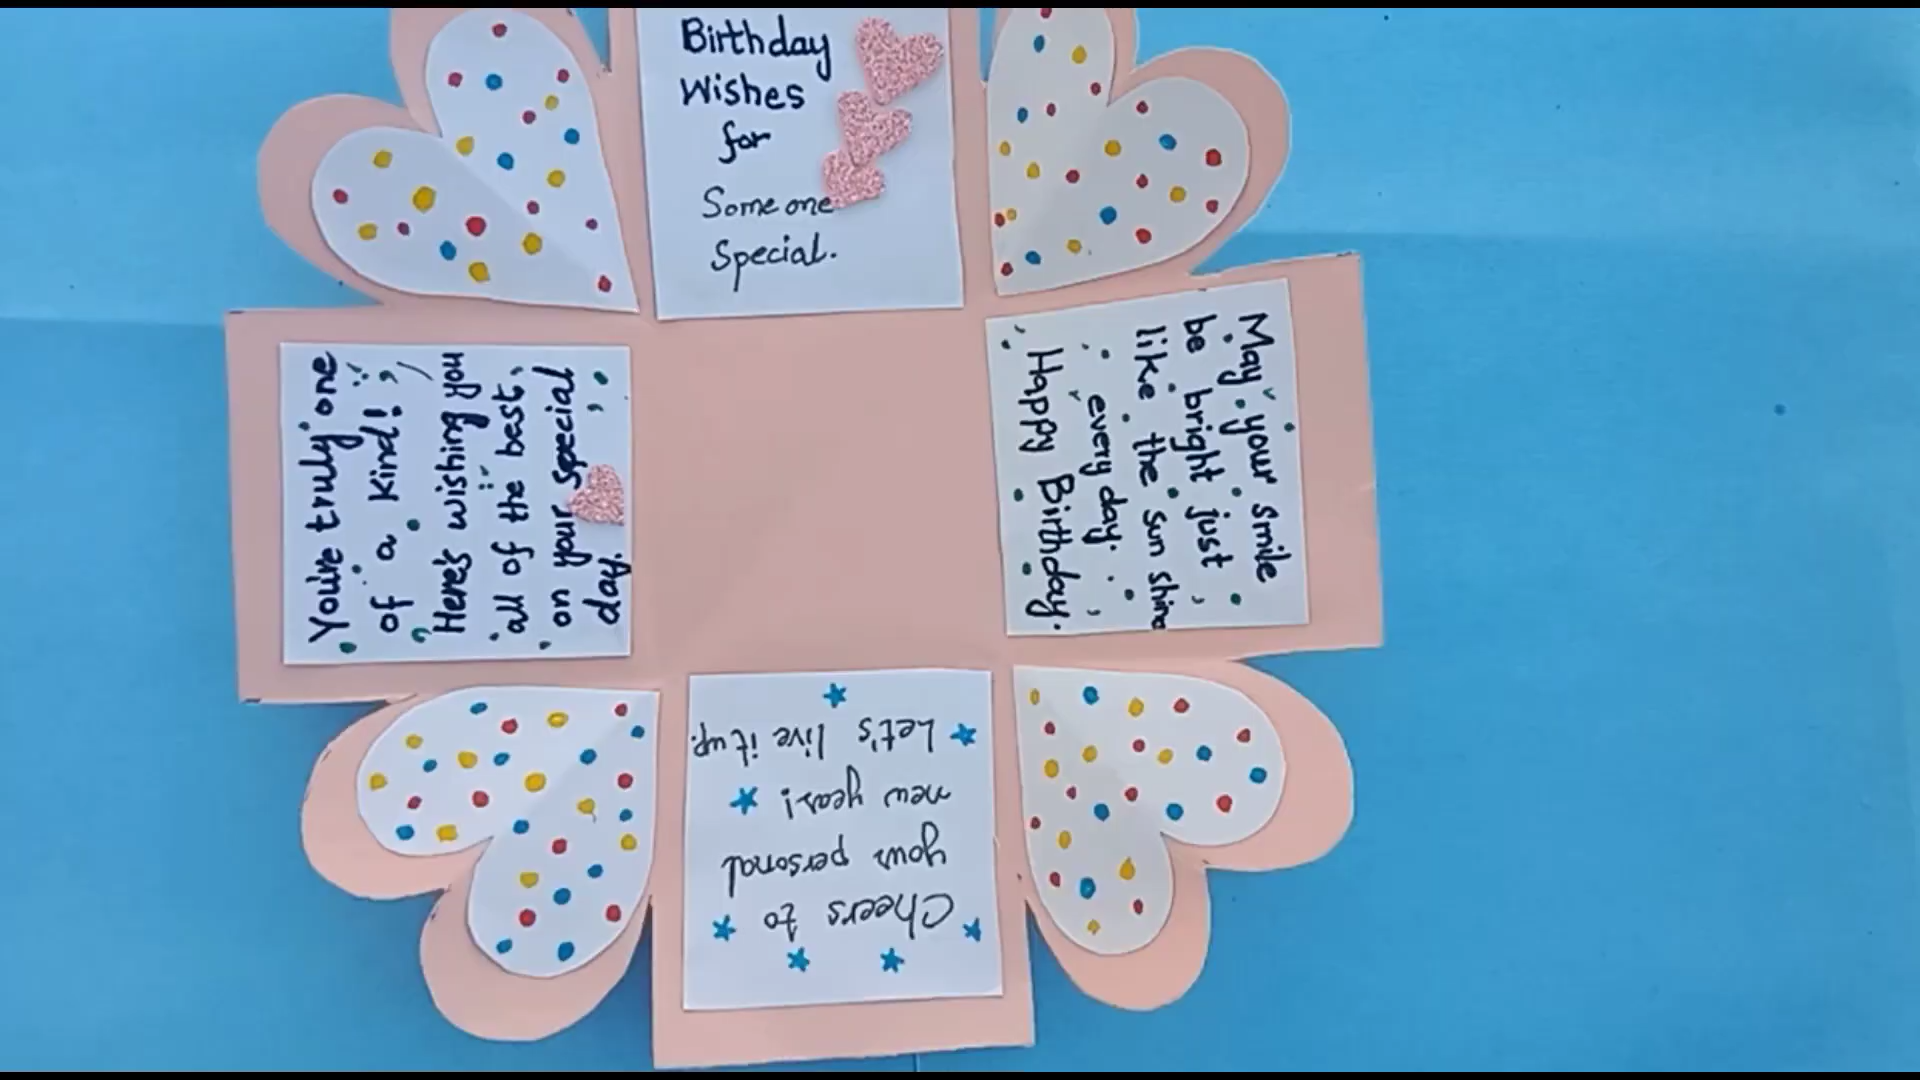 Birthday
Wishes
for
Someone
Special.
You're truly one
of a kind!
Here's wishing you
all of the best
on your special
day.
May your smile
be bright just
like the sun shine
every day.
Happy Birthday.
Cheers to
your personal
new year!
Let's live it up.